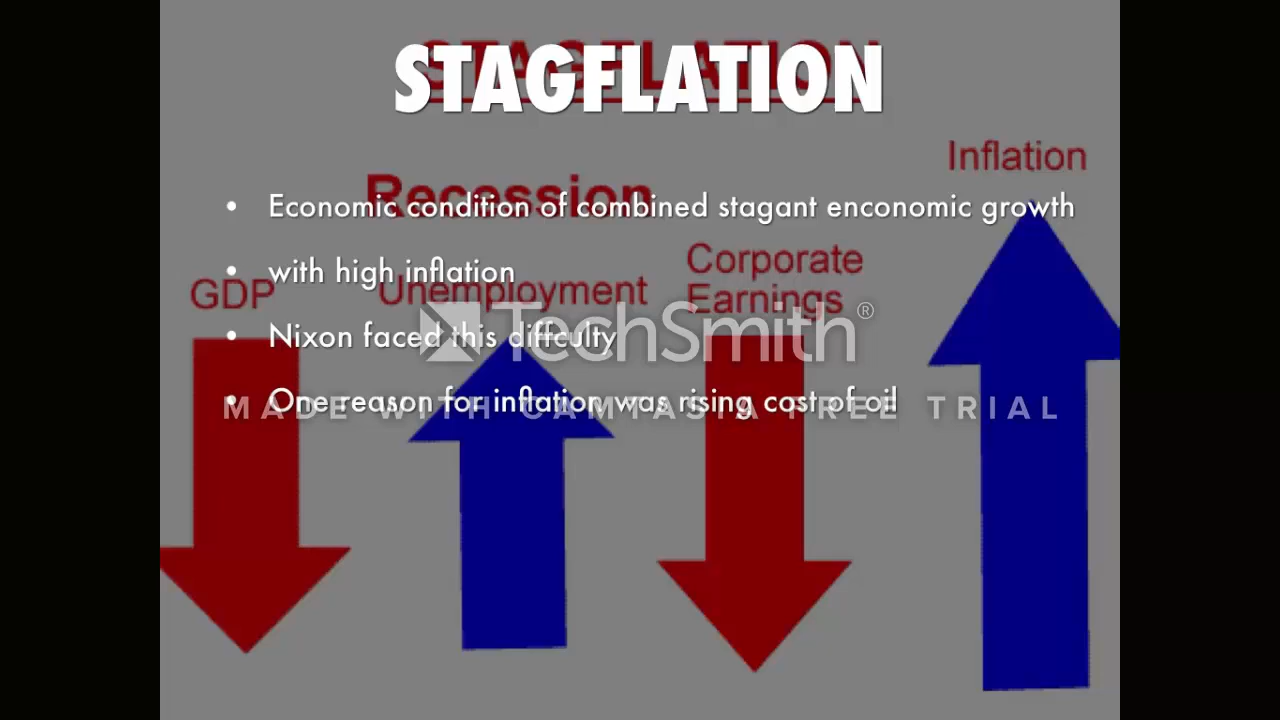 STAGFLATION
STAGFLATION
Inflation
Recession
• Economic condition of combined stagant enconomic growth
Corporate
Earnings
• with high inflation
GDP
Unemployment
TechSmith®
• Nixon faced this diffculty
• One reason for inflation was rising cost of oil
MADE WITH CAMTASIA FREE TRIAL